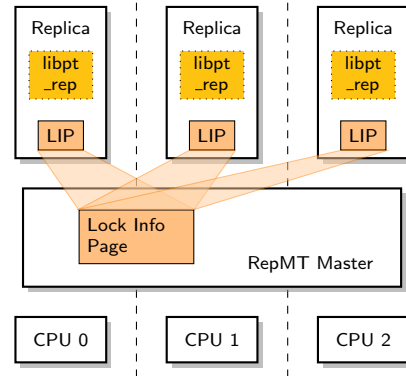 Replica Replica Replica
libpt libpt libpt
_rep _rep _rep
LIP LIP LIP
Lock Info
Page
RepMT Master
CPU 0 CPU 1 CPU 2